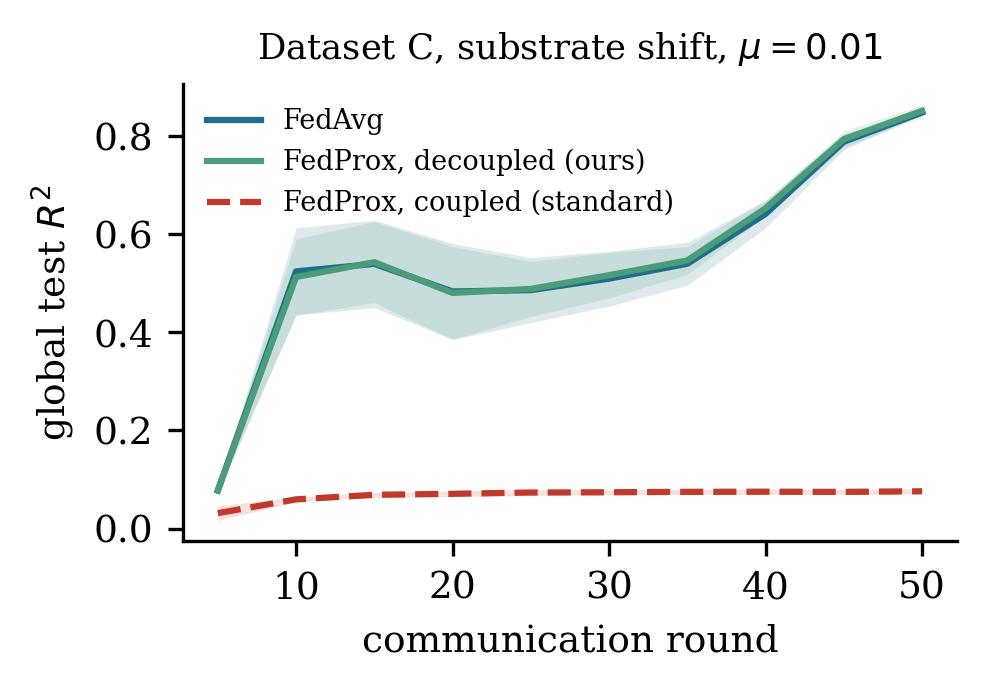 Dataset C, substrate shift, μ = 0.01
FedAvg
FedProx, decoupled (ours)
FedProx, coupled (standard)
global test R²
0.8
0.6
0.4
0.2
0.0
10 20 30 40 50
communication round